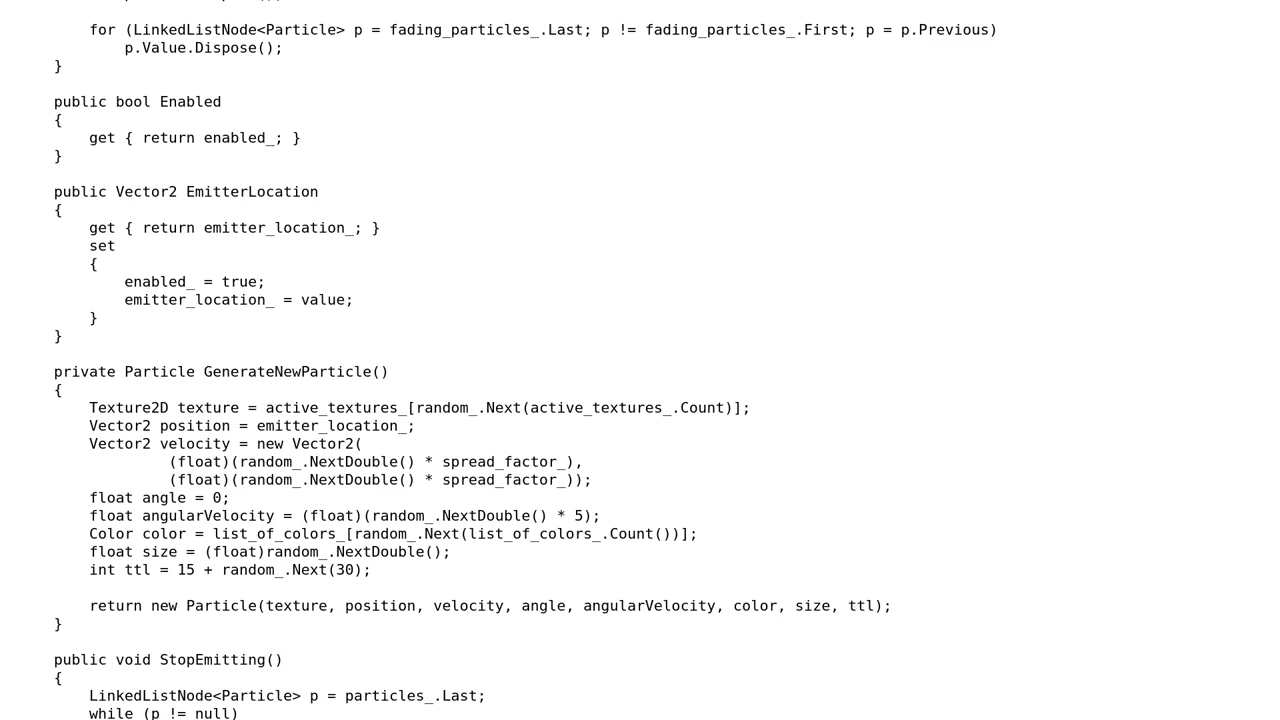 for (LinkedListNode<Particle> p = fading_particles_.Last; p != fading_particles_.First; p = p.Previous)
            p.Value.Dispose();
    }

    public bool Enabled
    {
        get { return enabled_; }
    }

    public Vector2 EmitterLocation
    {
        get { return emitter_location_; }
        set
        {
            enabled_ = true;
            emitter_location_ = value;
        }
    }

    private Particle GenerateNewParticle()
    {
        Texture2D texture = active_textures_[random_.Next(active_textures_.Count)];
        Vector2 position = emitter_location_;
        Vector2 velocity = new Vector2(
                 (float)(random_.NextDouble() * spread_factor_),
                 (float)(random_.NextDouble() * spread_factor_));
        float angle = 0;
        float angularVelocity = (float)(random_.NextDouble() * 5);
        Color color = list_of_colors_[random_.Next(list_of_colors_.Count())];
        float size = (float)random_.NextDouble();
        int ttl = 15 + random_.Next(30);

        return new Particle(texture, position, velocity, angle, angularVelocity, color, size, ttl);
    }

    public void StopEmitting()
    {
        LinkedListNode<Particle> p = particles_.Last;
        while (p != null)